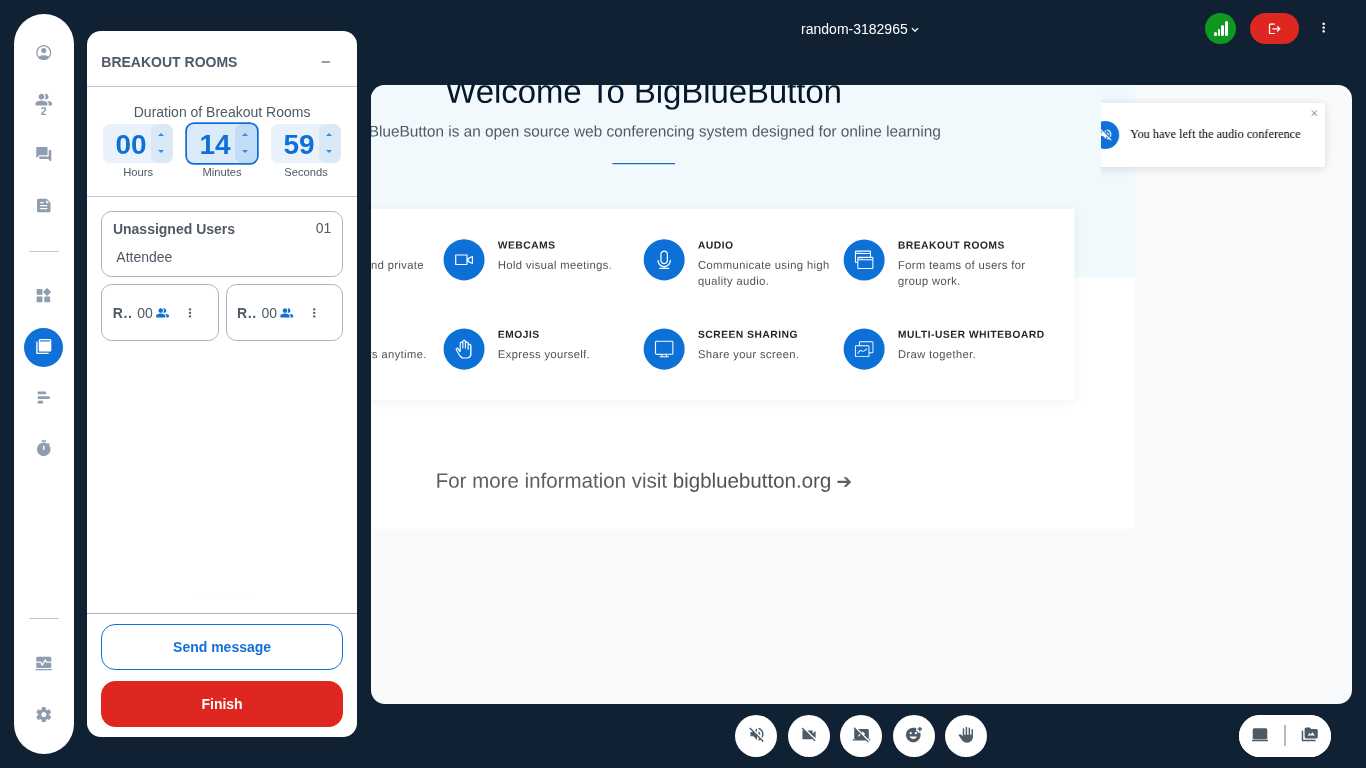 random-3182965
BREAKOUT ROOMS
2
Duration of Breakout Rooms
00 14 59
Hours Minutes Seconds
Unassigned Users 01
Attendee
R.. 00
R.. 00
Send message
Finish
Welcome To BigBlueButton
BlueButton is an open source web conferencing system designed for online learning
You have left the audio conference
×
nd private
WEBCAMS
Hold visual meetings.
AUDIO
Communicate using high
quality audio.
BREAKOUT ROOMS
Form teams of users for
group work.
s anytime.
EMOJIS
Express yourself.
SCREEN SHARING
Share your screen.
MULTI-USER WHITEBOARD
Draw together.
For more information visit bigbluebutton.org ➔